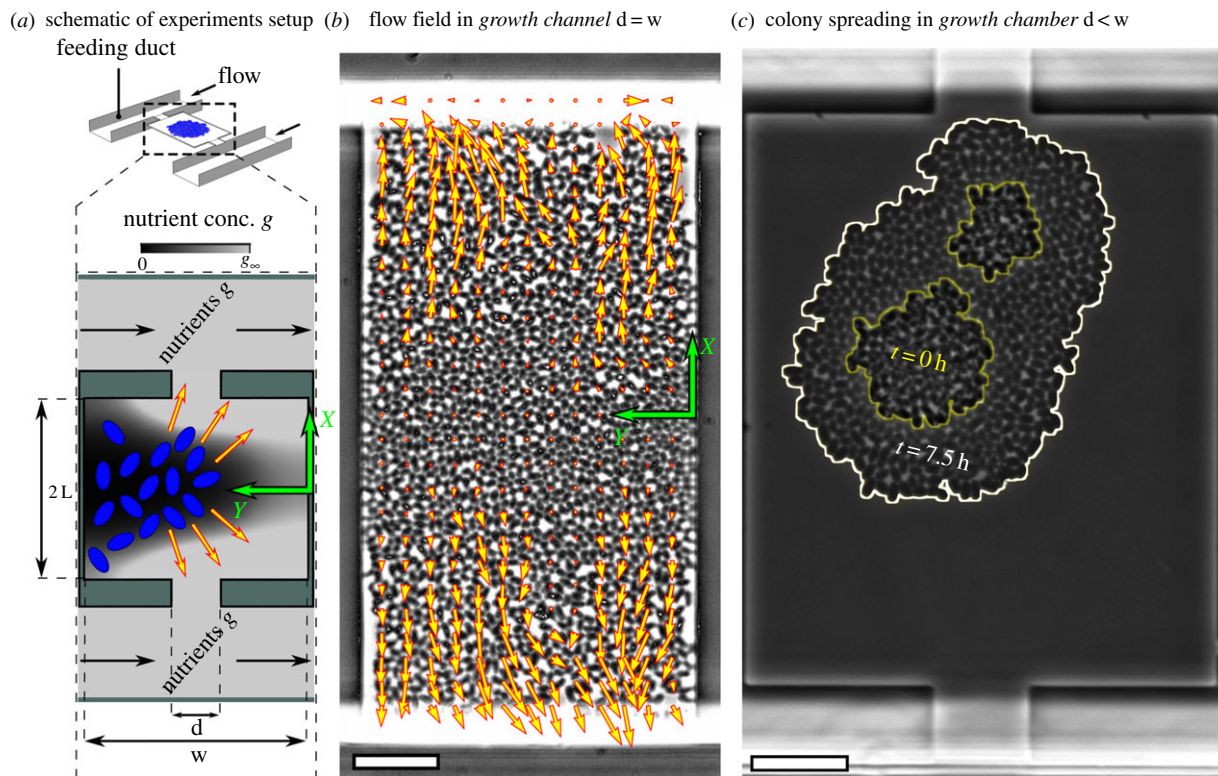 (a) schematic of experiments setup
feeding duct
flow
nutrient conc. g
0
g∞
nutrients g
X
2 L
Y
nutrients g
d
w
(b) flow field in growth channel d = w
X
Y
(c) colony spreading in growth chamber d < w
t = 0 h
t = 7.5 h